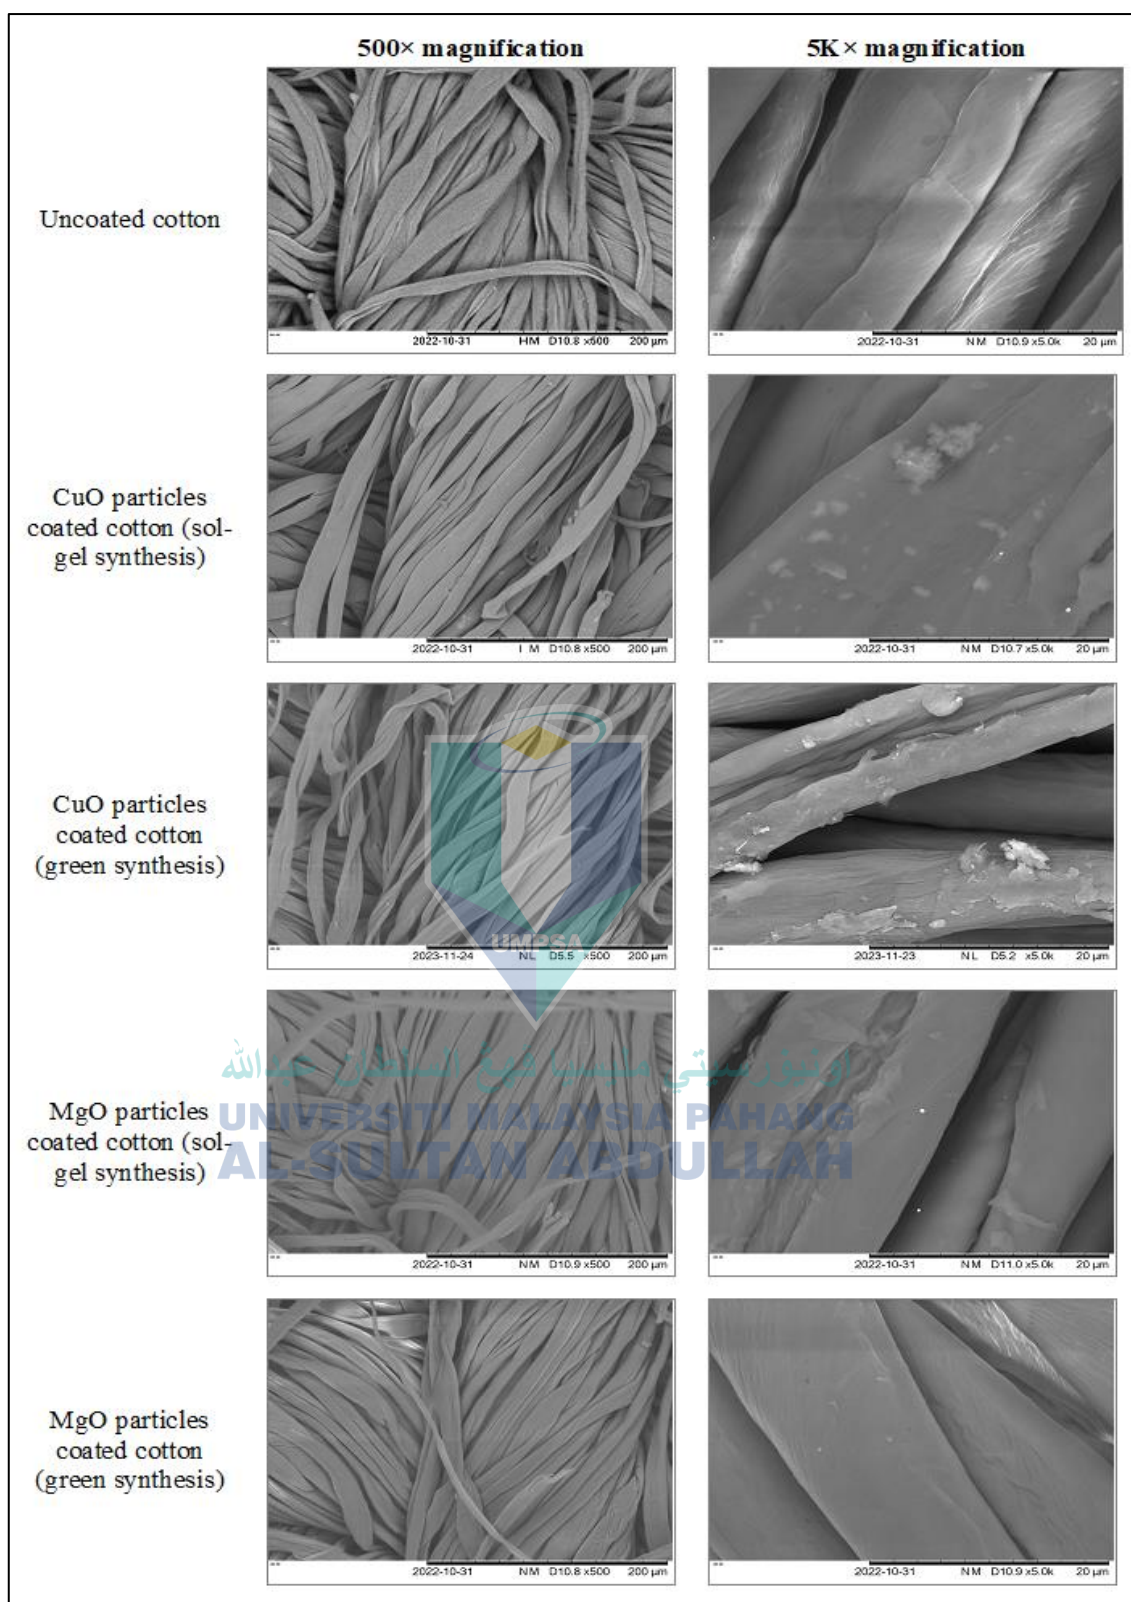 500× magnification
5K× magnification
Uncoated cotton
2022-10-31 HM D10.8 x500 200 µm
2022-10-31 NM D10.9 x5.0k 20 µm
CuO particles
coated cotton (sol-
gel synthesis)
2022-10-31 I M D10.8 x500 200 µm
2022-10-31 NM D10.7 x5.0k 20 µm
CuO particles
coated cotton
(green synthesis)
UMPSA
2023-11-24 NL D5.5 x500 200 µm
2023-11-23 NL D5.2 x5.0k 20 µm
اونيۏرسيتي مليسيا ڤهڠ السلطان عبدالله
UNIVERSITI MALAYSIA PAHANG
AL-SULTAN ABDULLAH
MgO particles
coated cotton (sol-
gel synthesis)
2022-10-31 NM D10.9 x500 200 µm
2022-10-31 NM D11.0 x5.0k 20 µm
MgO particles
coated cotton
(green synthesis)
2022-10-31 NM D10.8 x500 200 µm
2022-10-31 NM D10.9 x5.0k 20 µm